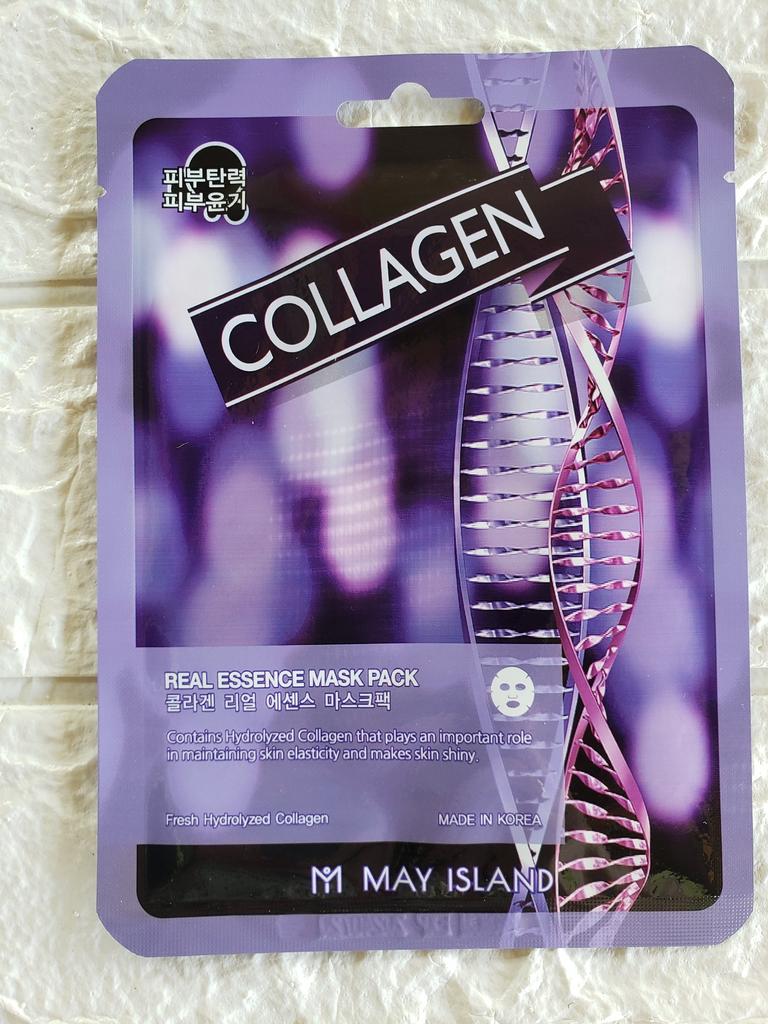 피부탄력
피부윤기
COLLAGEN
REAL ESSENCE MASK PACK
콜라겐 리얼 에센스 마스크팩
Contains Hydrolyzed Collagen that plays an important role
in maintaining skin elasticity and makes skin shiny.
Fresh Hydrolyzed Collagen
MADE IN KOREA
MAY ISLAND